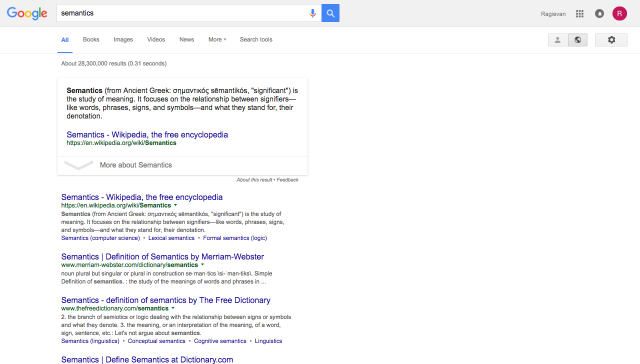 Google
semantics
Ragievan
R
All Books Images Videos News More Search tools
About 28,300,000 results (0.31 seconds)
Semantics (from Ancient Greek: σημαντικός sēmantikós, "significant") is
the study of meaning. It focuses on the relationship between signifiers—
like words, phrases, signs, and symbols—and what they stand for, their
denotation.
Semantics - Wikipedia, the free encyclopedia
https://en.wikipedia.org/wiki/Semantics
More about Semantics
About this result • Feedback
Semantics - Wikipedia, the free encyclopedia
https://en.wikipedia.org/wiki/Semantics
Semantics (from Ancient Greek: σημαντικός sēmantikós, "significant") is the study of
meaning. It focuses on the relationship between signifiers—like words, phrases, signs,
and symbols—and what they stand for, their denotation.
Semantics (computer science) • Lexical semantics • Formal semantics (logic)
Semantics | Definition of Semantics by Merriam-Webster
www.merriam-webster.com/dictionary/semantics
noun plural but singular or plural in construction se·man·tics \si-ˈman-tiks\. Simple
Definition of semantics. : the study of the meanings of words and phrases in ...
Semantics - definition of semantics by The Free Dictionary
www.thefreedictionary.com/semantics
2. the branch of semiotics or logic dealing with the relationship between signs or symbols
and what they denote. 3. the meaning, or an interpretation of the meaning, of a word,
sign, sentence, etc.: Let's not argue about semantics.
Semantics (linguistics) • Conceptual semantics • Cognitive semantics • Linguistics
Semantics | Define Semantics at Dictionary.com